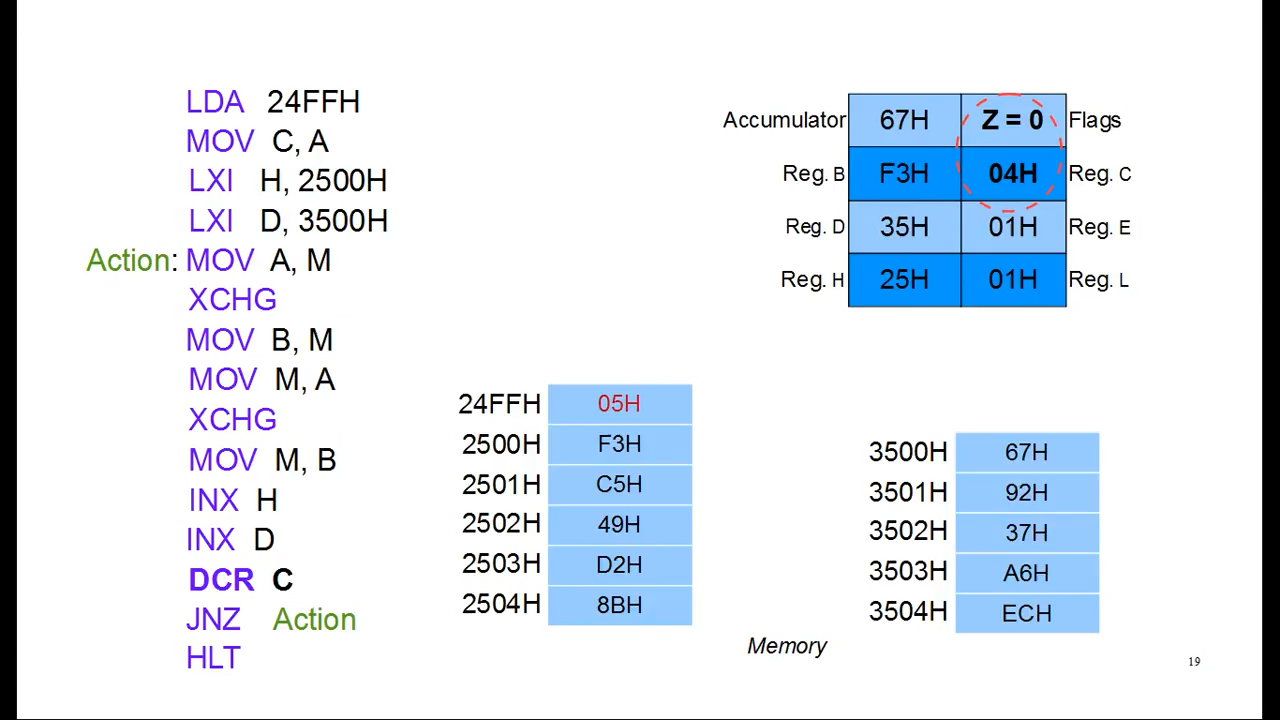 LDA 24FFH
MOV C, A
LXI H, 2500H
LXI D, 3500H
Action: MOV A, M
XCHG
MOV B, M
MOV M, A
XCHG
MOV M, B
INX H
INX D
DCR C
JNZ Action
HLT
Accumulator 67H Z = 0 Flags
Reg. B F3H 04H Reg. C
Reg. D 35H 01H Reg. E
Reg. H 25H 01H Reg. L
24FFH 05H
2500H F3H
2501H C5H
2502H 49H
2503H D2H
2504H 8BH
3500H 67H
3501H 92H
3502H 37H
3503H A6H
3504H ECH
Memory
19